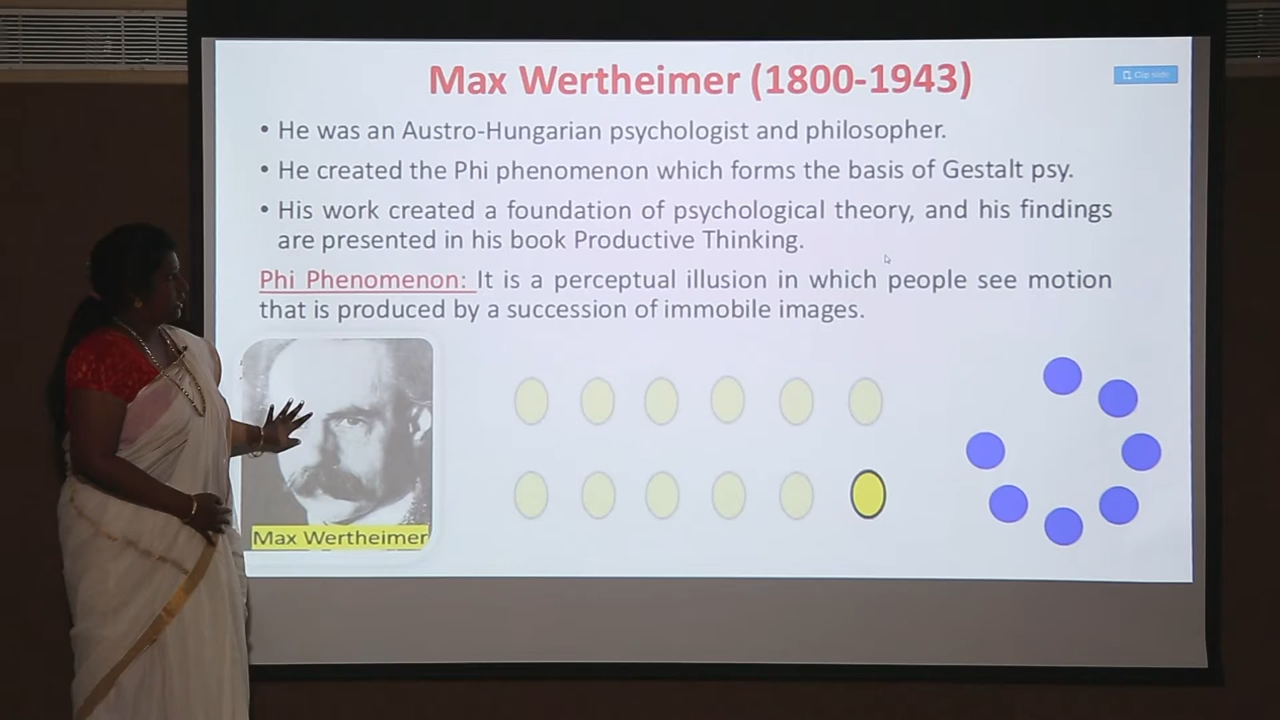 Max Wertheimer (1800-1943)
Clip slide
• He was an Austro-Hungarian psychologist and philosopher.
• He created the Phi phenomenon which forms the basis of Gestalt psy.
• His work created a foundation of psychological theory, and his findings
are presented in his book Productive Thinking.
Phi Phenomenon: It is a perceptual illusion in which people see motion
that is produced by a succession of immobile images.
Max Wertheimer